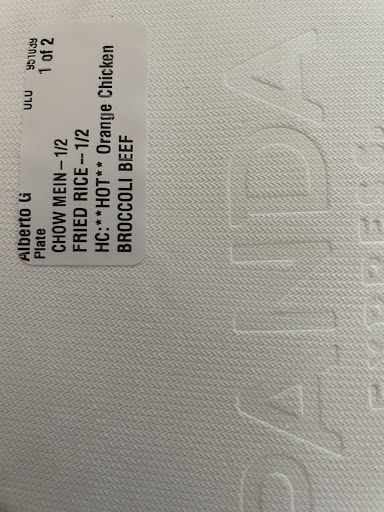 Alberto G
Plate
1 of 2
CHOW MEIN-1/2
FRIED RICE--1/2
HC:**HOT** Orange Chicken
BROCCOLI BEEF
PANDA
EXPRESS